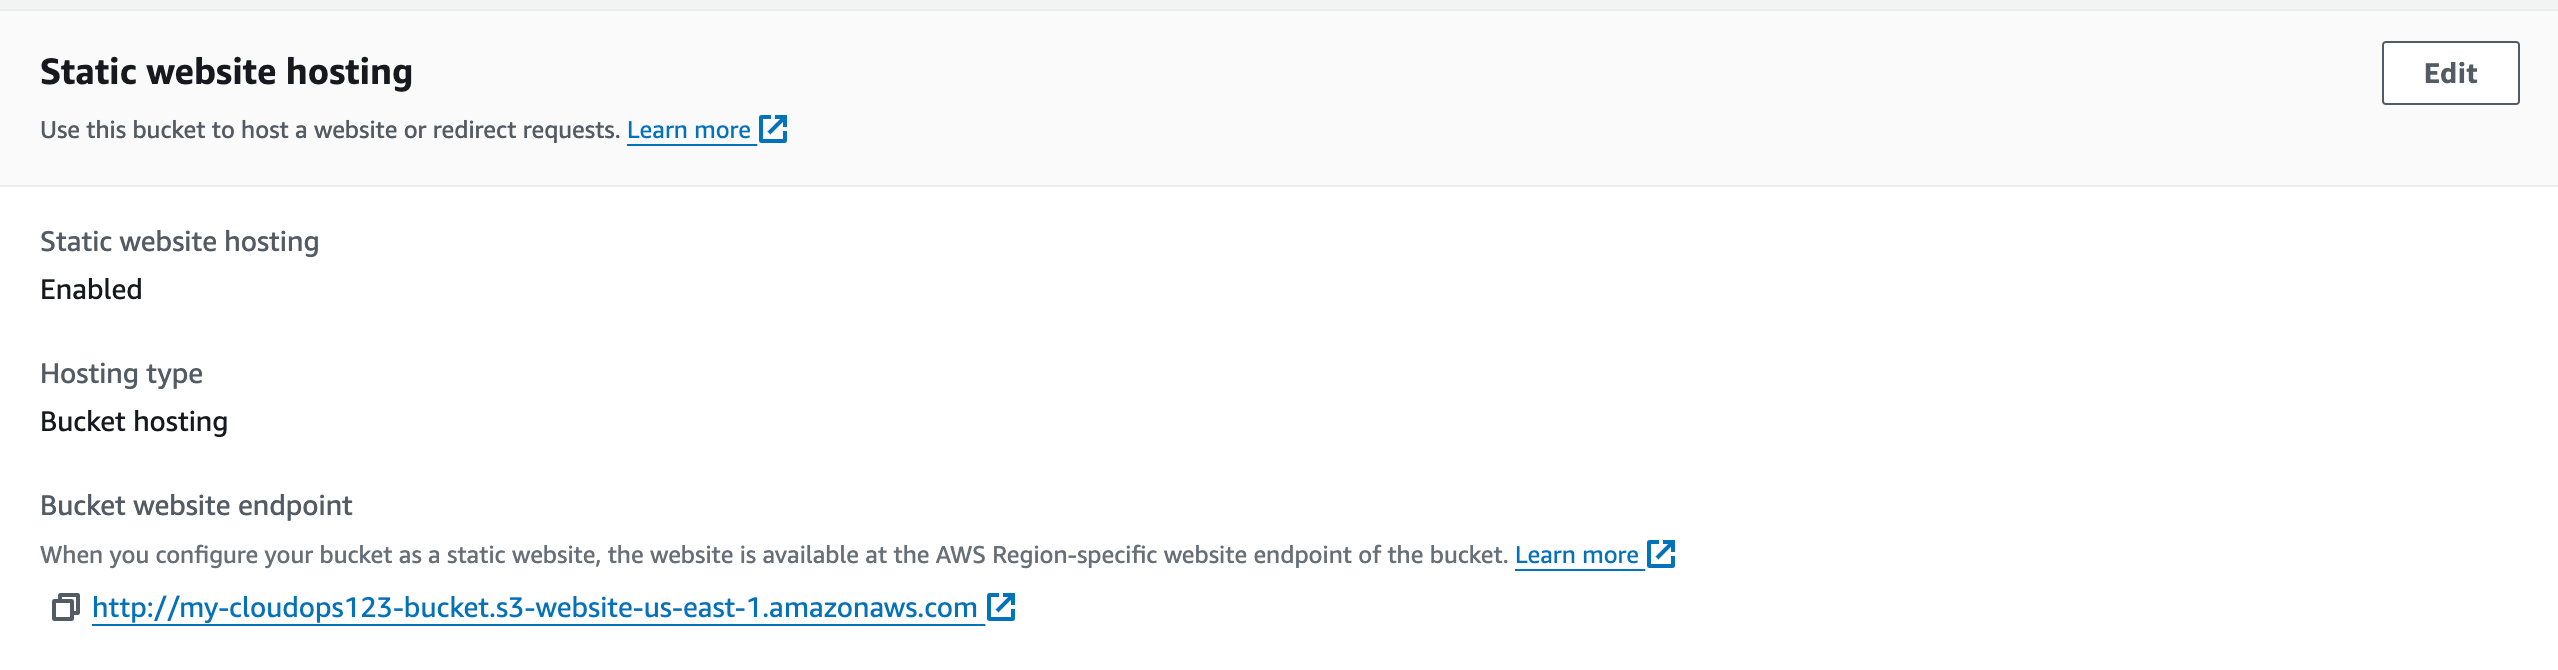 Static website hosting
Edit
Use this bucket to host a website or redirect requests. Learn more
Static website hosting
Enabled
Hosting type
Bucket hosting
Bucket website endpoint
When you configure your bucket as a static website, the website is available at the AWS Region-specific website endpoint of the bucket. Learn more
http://my-cloudops123-bucket.s3-website-us-east-1.amazonaws.com